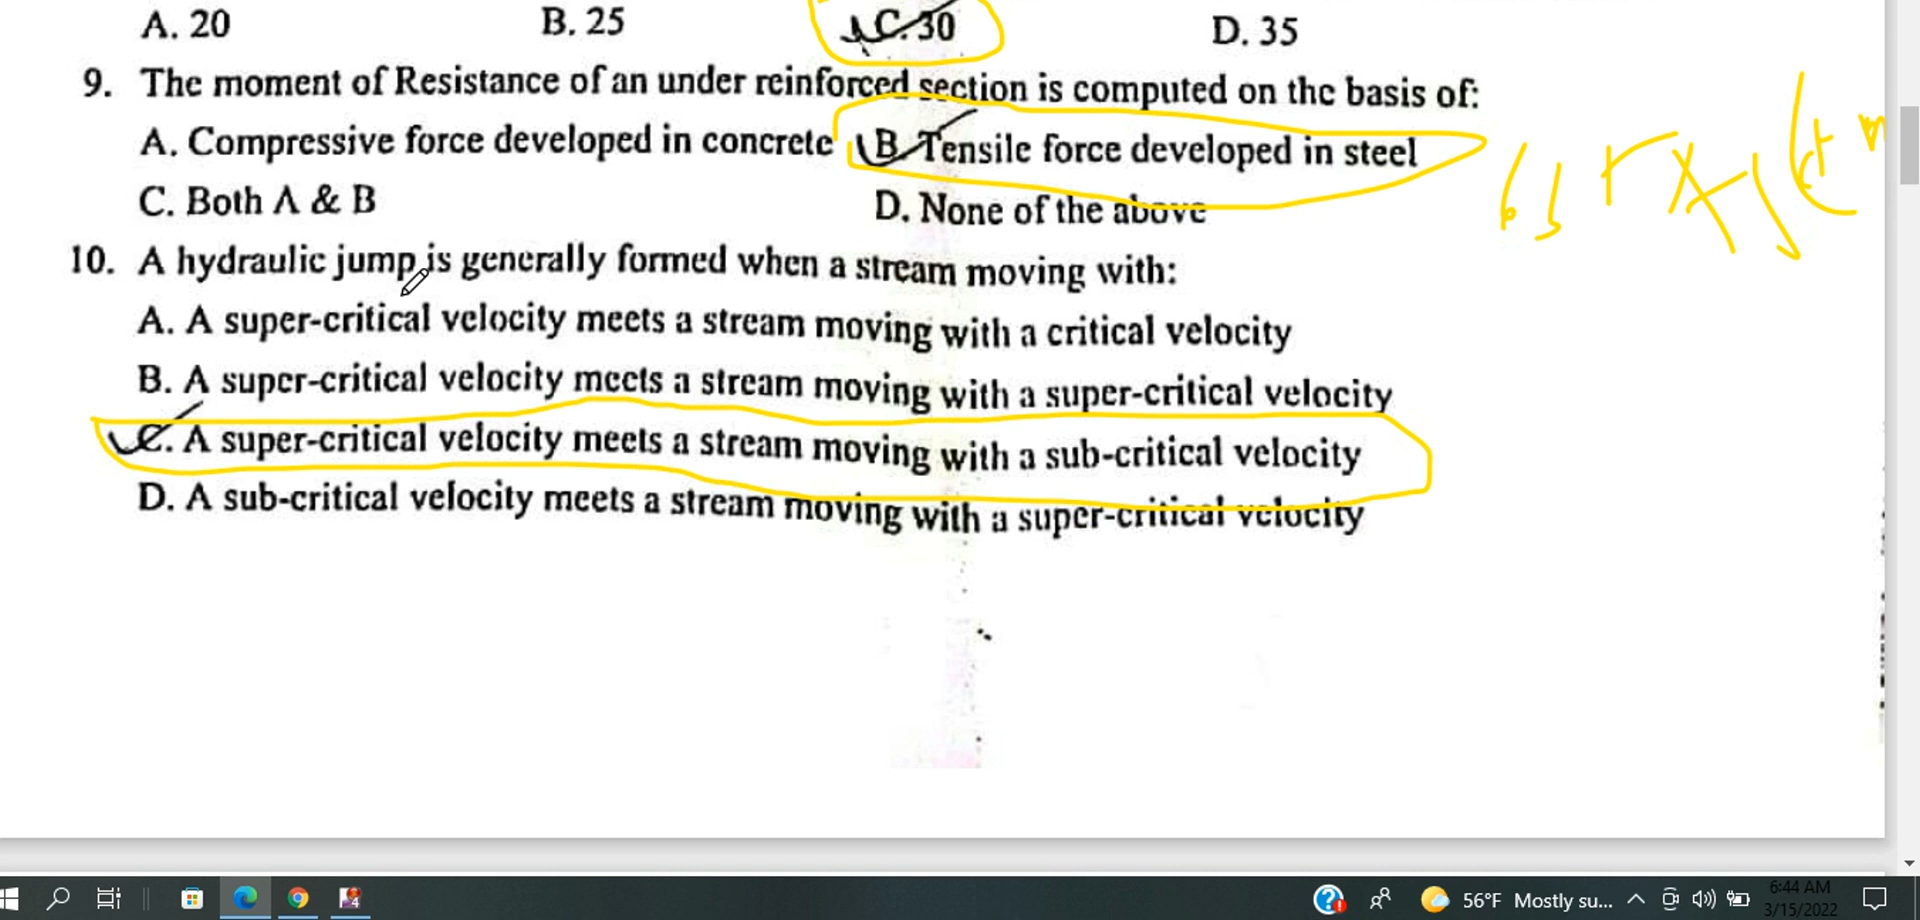 A. 20 B. 25 C. 30 D. 35
9. The moment of Resistance of an under reinforced section is computed on the basis of:
A. Compressive force developed in concrete B. Tensile force developed in steel
C. Both A & B D. None of the above
10. A hydraulic jump is generally formed when a stream moving with:
A. A super-critical velocity meets a stream moving with a critical velocity
B. A super-critical velocity meets a stream moving with a super-critical velocity
C. A super-critical velocity meets a stream moving with a sub-critical velocity
D. A sub-critical velocity meets a stream moving with a super-critical velocity
56°F Mostly su... 6:44 AM
3/15/2022